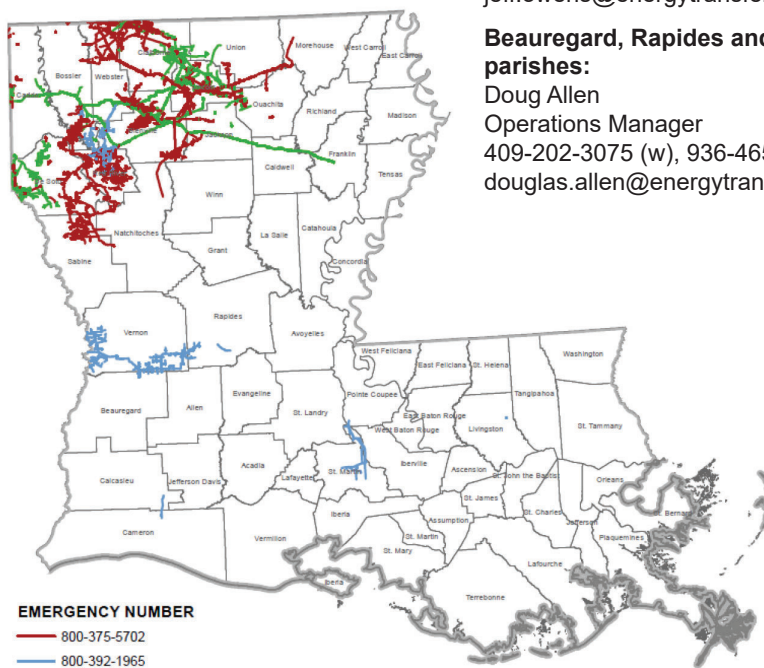 Beauregard, Rapides and
parishes:
Doug Allen
Operations Manager
409-202-3075 (w), 936-465
douglas.allen@energytran
Union
Morehouse
West Carroll
East Carroll
Bossier
Webster
Ouachita
Richland
Madison
Franklin
Caldwell
Tensas
Winn
Natchitoches
La Salle
Catahoula
Concordia
Grant
Sabine
Vernon
Rapides
Avoyelles
West Feliciana
East Feliciana
St. Helena
Washington
Tangipahoa
Beauregard
Allen
Evangeline
St. Landry
Pointe Coupee
East Baton Rouge
West Baton Rouge
Livingston
St. Tammany
Calcasieu
Jefferson Davis
Acadia
Lafayette
St. Martin
Iberville
Ascension
St. John the Baptist
Orleans
St. James
St. Charles
Jefferson
St. Bernard
Cameron
Vermilion
Iberia
Assumption
St. Martin
St. Mary
Plaquemines
Lafourche
Iberia
Terrebonne
EMERGENCY NUMBER
800-375-5702
800-392-1965